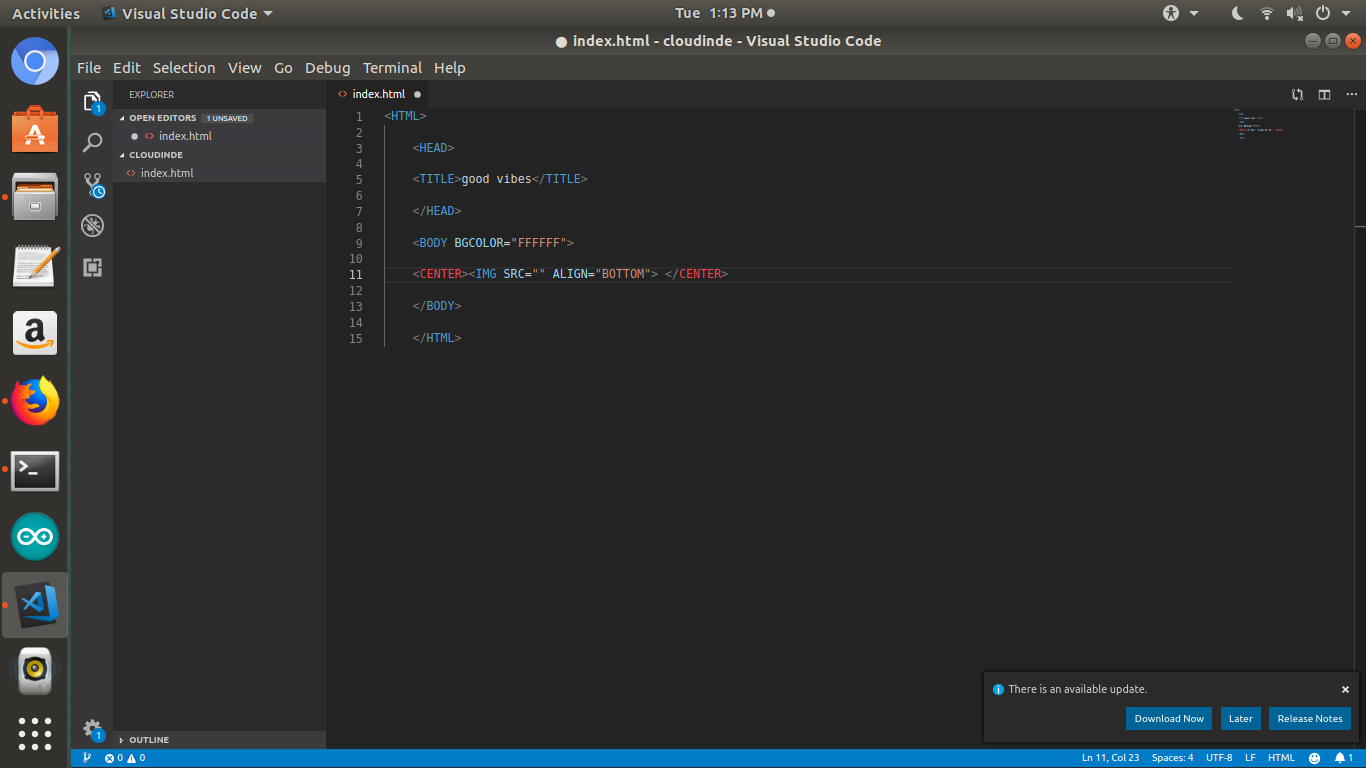 Activities Visual Studio Code Tue 1:13 PM
index.html - cloudinde - Visual Studio Code
File Edit Selection View Go Debug Terminal Help
EXPLORER
OPEN EDITORS 1 UNSAVED
index.html
CLOUDINDE
index.html
OUTLINE
1
1
index.html
1 <HTML>
2
3 <HEAD>
4
5 <TITLE>good vibes</TITLE>
6
7 </HEAD>
8
9 <BODY BGCOLOR="FFFFFF">
10
11 <CENTER><IMG SRC="" ALIGN="BOTTOM"> </CENTER>
12
13 </BODY>
14
15 </HTML>
There is an available update.
Download Now Later Release Notes
0 0 Ln 11, Col 23 Spaces: 4 UTF-8 LF HTML 1